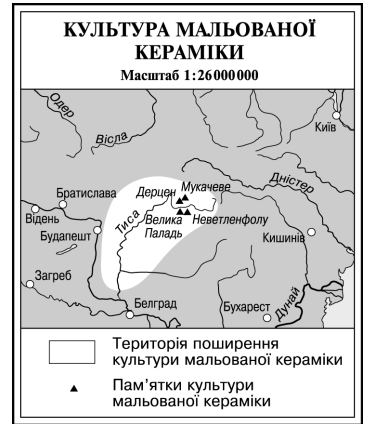 КУЛЬТУРА МАЛЬОВАНОЇ
КЕРАМІКИ
Масштаб 1:26000000
Одер
Вісла
Київ
Дністер
Братислава
Дерцен
Мукачеве
Відень
Тиса
Велика
Паладь
Неветленфолу
Будапешт
Кишинів
Загреб
Белград
Бухарест
Дунай
Територія поширення
культури мальованої кераміки
Пам’ятки культури
мальованої кераміки